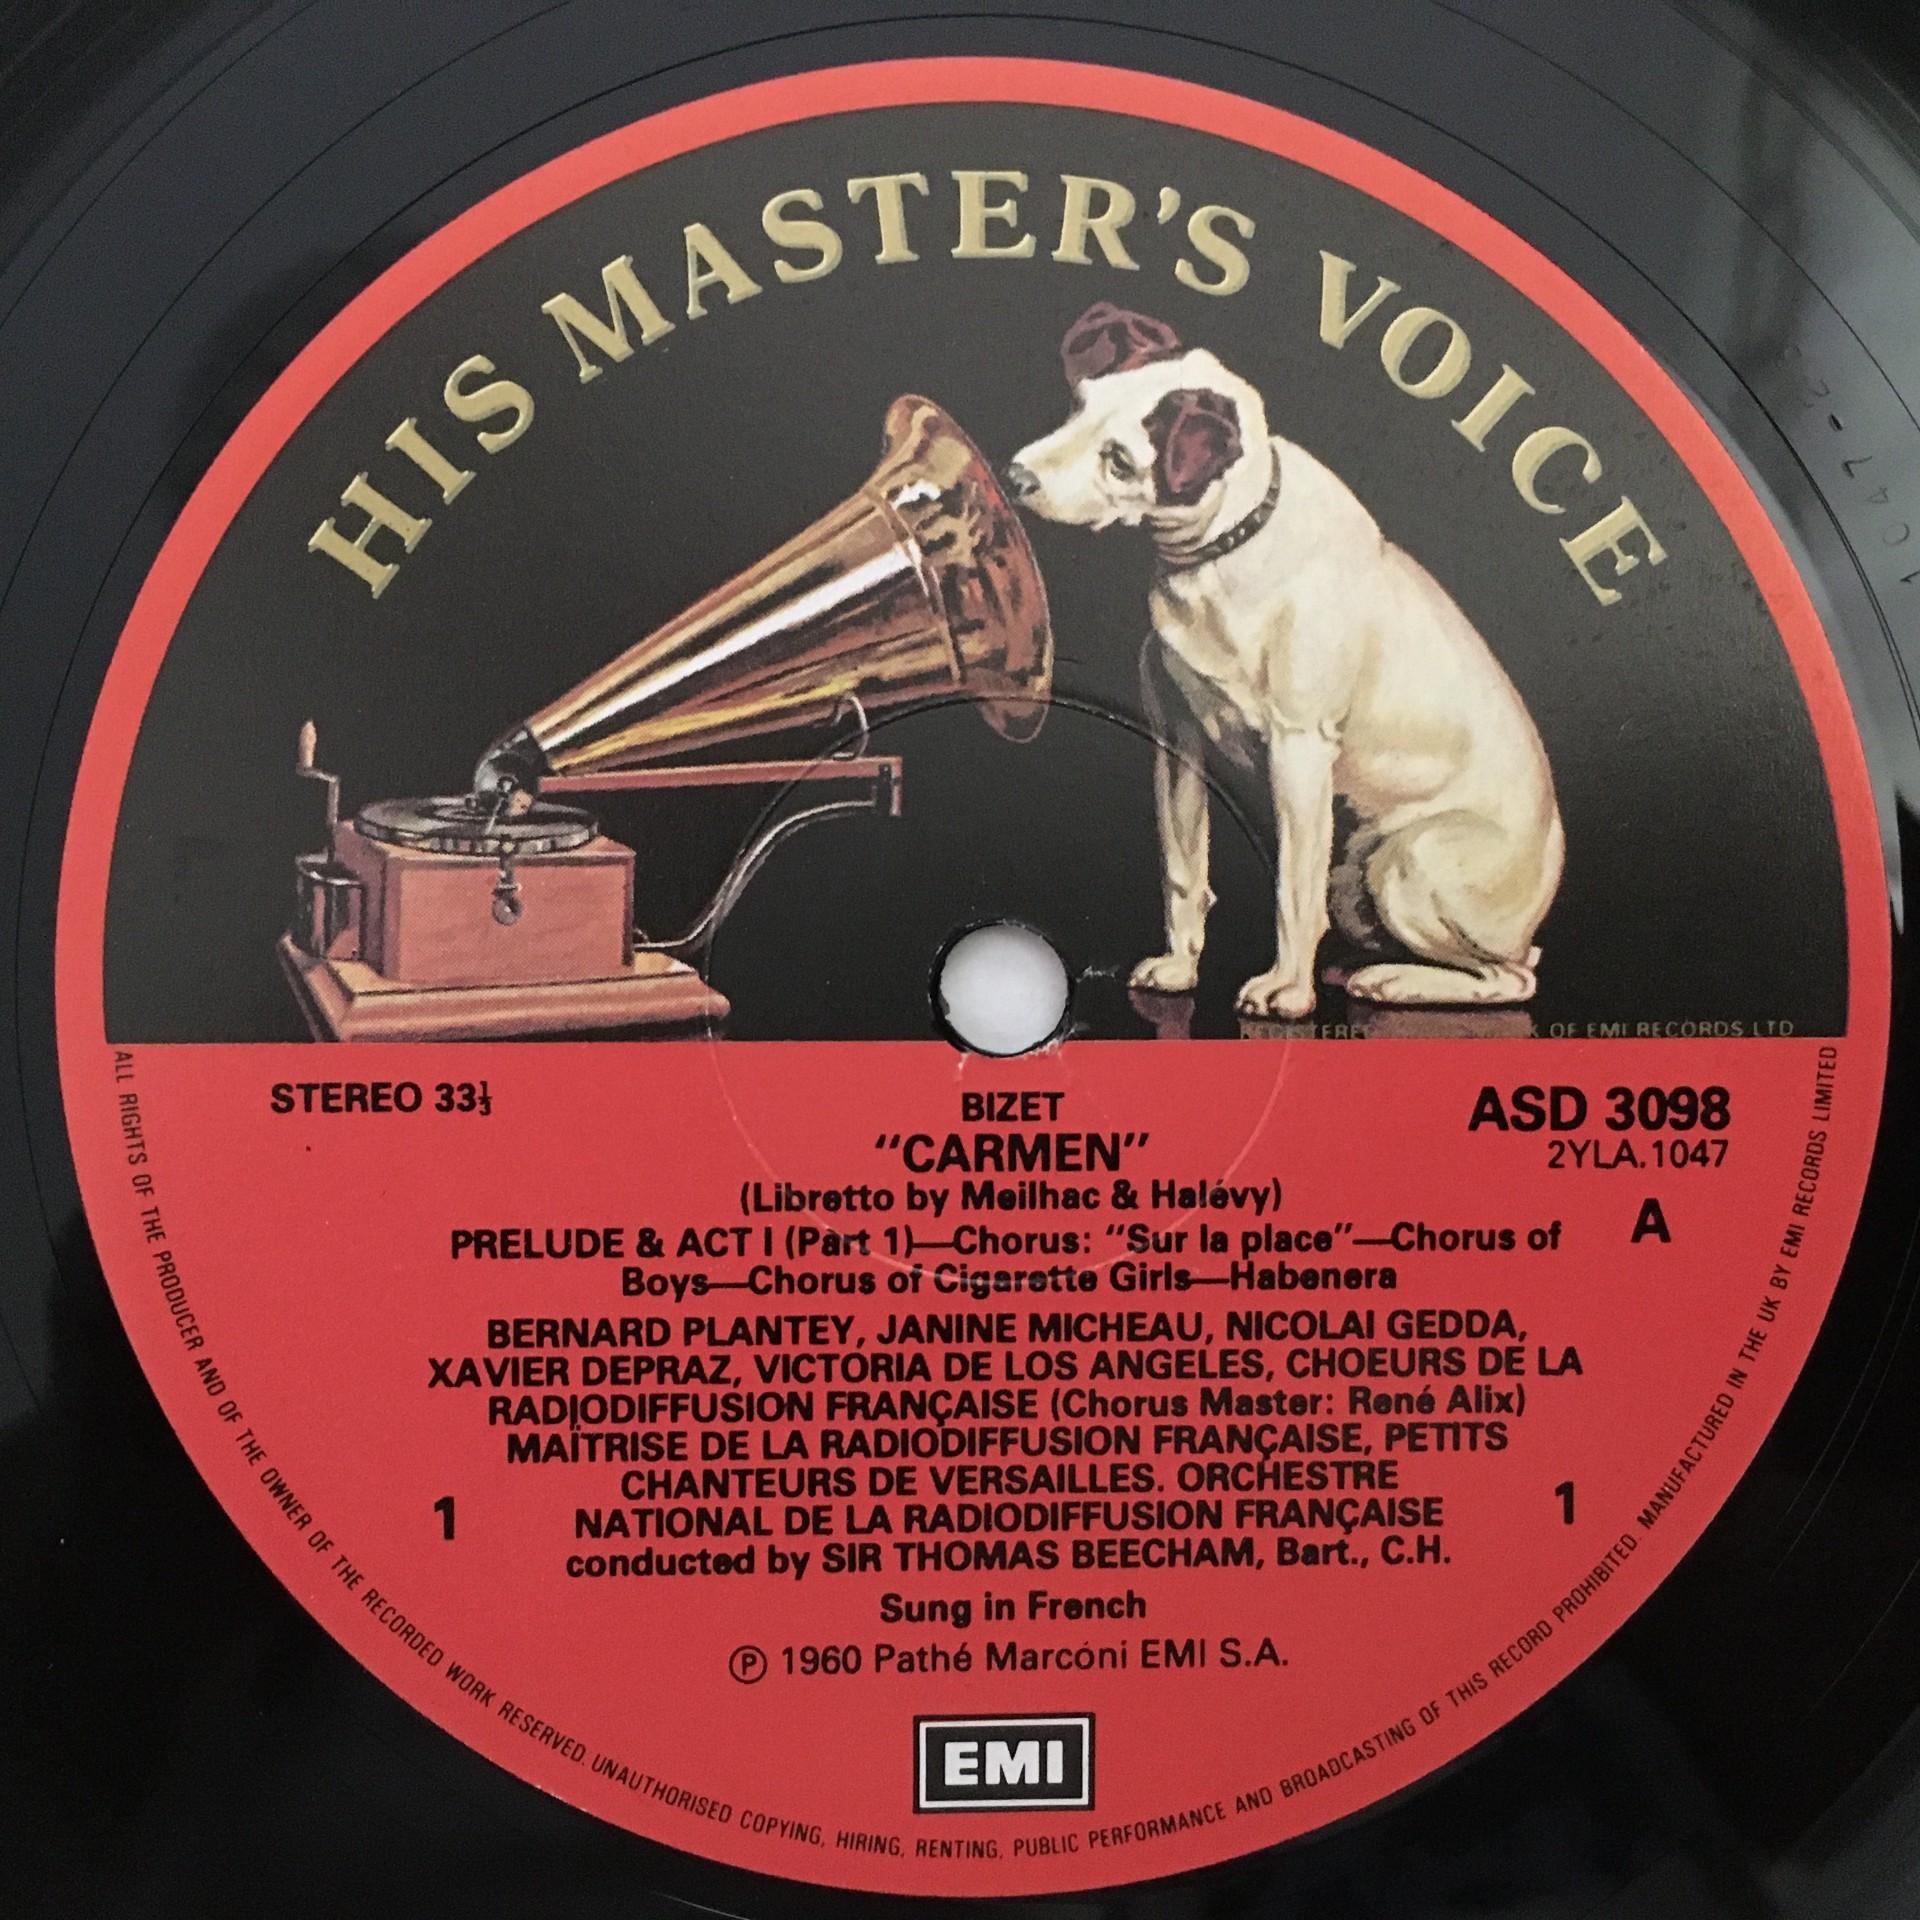 HIS MASTER'S VOICE
REGISTERED OF EMI RECORDS LTD
STEREO 33⅓
ASD 3098
2YLA.1047
A
BIZET
"CARMEN"
(Libretto by Meilhac & Halévy)
PRELUDE & ACT I (Part 1)—Chorus: "Sur la place"—Chorus of
Boys—Chorus of Cigarette Girls—Habenera
BERNARD PLANTEY, JANINE MICHEAU, NICOLAI GEDDA,
XAVIER DEPRAZ, VICTORIA DE LOS ANGELES, CHOEURS DE LA
RADIODIFFUSION FRANÇAISE (Chorus Master: René Alix)
MAÎTRISE DE LA RADIODIFFUSION FRANÇAISE, PETITS
CHANTEURS DE VERSAILLES. ORCHESTRE
1 NATIONAL DE LA RADIODIFFUSION FRANÇAISE 1
conducted by SIR THOMAS BEECHAM, Bart., C.H.
Sung in French
℗ 1960 Pathé Marcóni EMI S.A.
EMI
ALL RIGHTS OF THE PRODUCER AND OF THE OWNER OF THE RECORDED WORK RESERVED. UNAUTHORISED COPYING, HIRING, RENTING, PUBLIC PERFORMANCE AND BROADCASTING OF THIS RECORD PROHIBITED. MANUFACTURED IN THE UK BY EMI RECORDS LIMITED